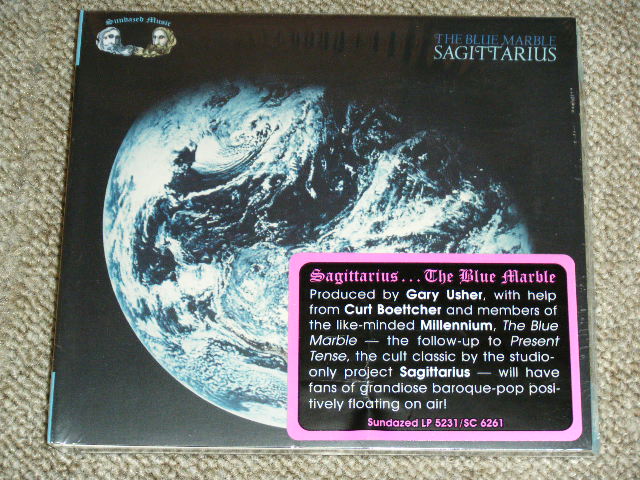 Sundazed Music
THE BLUE MARBLE
SAGITTARIUS
Sagittarius...The Blue Marble
Produced by Gary Usher, with help
from Curt Boettcher and members of
the like-minded Millennium, The Blue
Marble — the follow-up to Present
Tense, the cult classic by the studio-
only project Sagittarius — will have
fans of grandiose baroque-pop posi-
tively floating on air!
Sundazed LP 5231/SC 6261